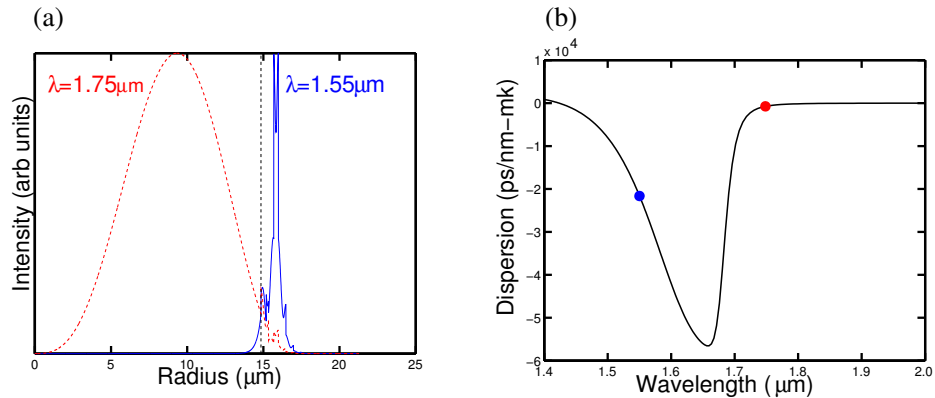 (a)
(b)
λ=1.75μm
λ=1.55μm
Intensity (arb units)
0
5
10
15
20
25
Radius (μm)
x 10⁴
1
0
−1
−2
−3
−4
−5
−6
Dispersion (ps/nm−mk)
1.4
1.5
1.6
1.7
1.8
1.9
2.0
Wavelength (μm)